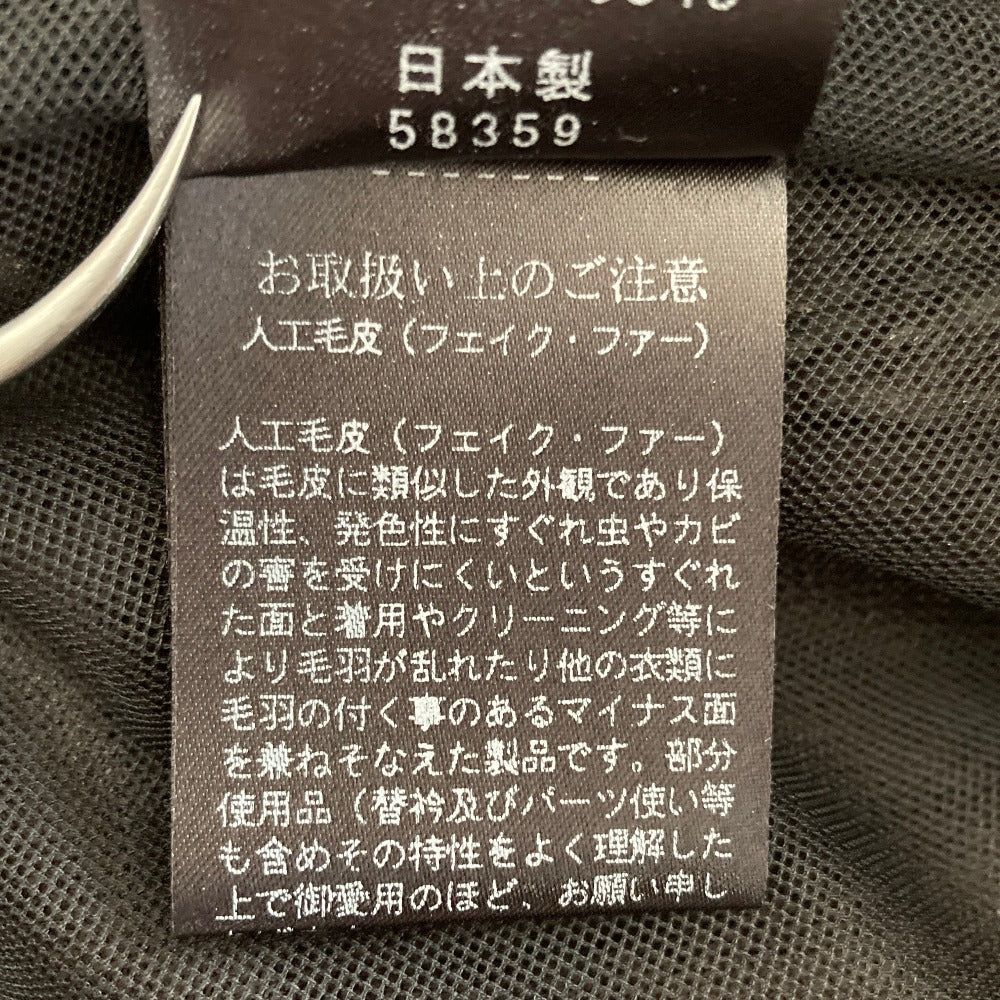 日本製
58359
お取扱い上のご注意
人工毛皮（フェイク・ファー）
人工毛皮（フェイク・ファー）
は毛皮に類似した外観であり保
温性、発色性にすぐれ虫やカビ
の害を受けにくいというすぐれ
た面と着用やクリーニング等に
より毛羽が乱れたり他の衣類に
毛羽の付く事のあるマイナス面
を兼ねそなえた製品です。部分
使用品（替衿及びパーツ使い等
も含めその特性をよく理解した
上で御愛用のほど、お願い申し